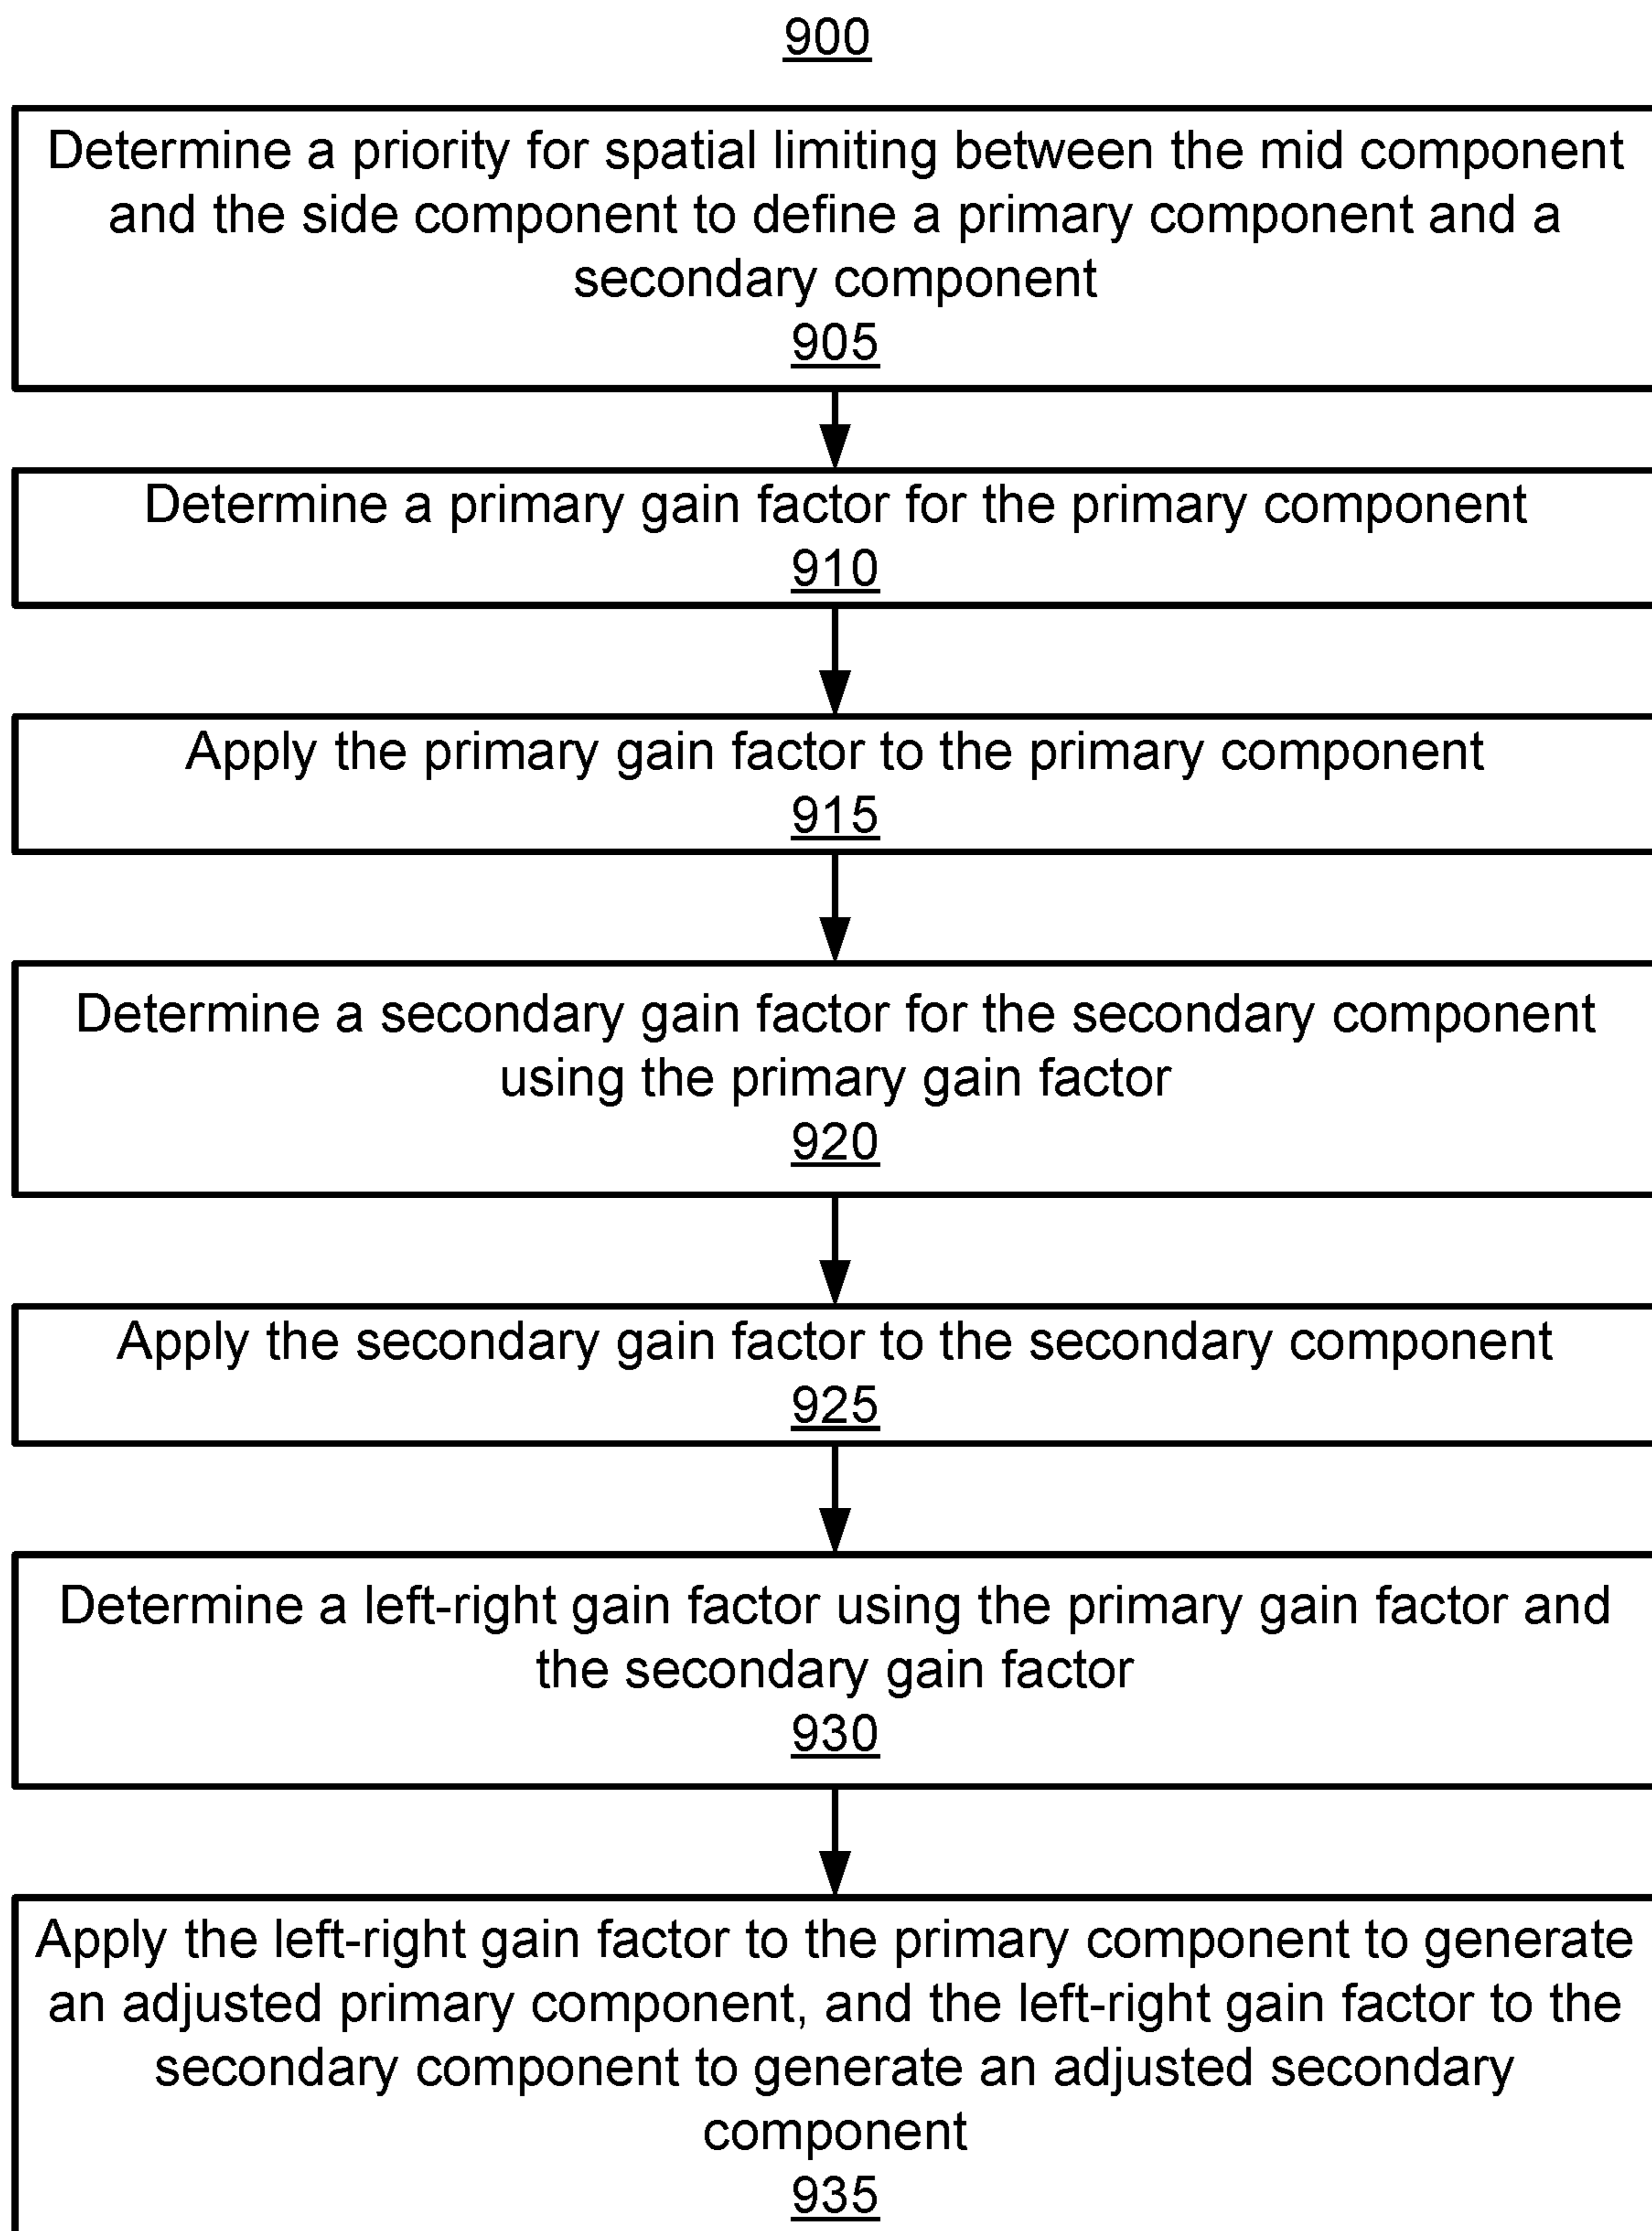 900
Determine a priority for spatial limiting between the mid component
and the side component to define a primary component and a
secondary component
905
Determine a primary gain factor for the primary component
910
Apply the primary gain factor to the primary component
915
Determine a secondary gain factor for the secondary component
using the primary gain factor
920
Apply the secondary gain factor to the secondary component
925
Determine a left-right gain factor using the primary gain factor and
the secondary gain factor
930
Apply the left-right gain factor to the primary component to generate
an adjusted primary component, and the left-right gain factor to the
secondary component to generate an adjusted secondary
component
935